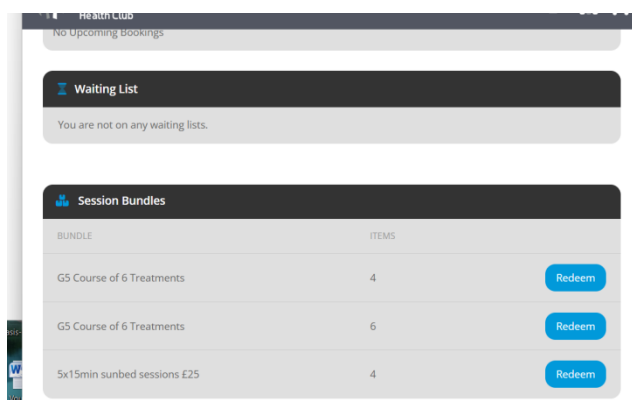 Health Club
No Upcoming Bookings
Waiting List
You are not on any waiting lists.
Session Bundles
BUNDLE ITEMS
G5 Course of 6 Treatments 4 Redeem
G5 Course of 6 Treatments 6 Redeem
5x15min sunbed sessions £25 4 Redeem